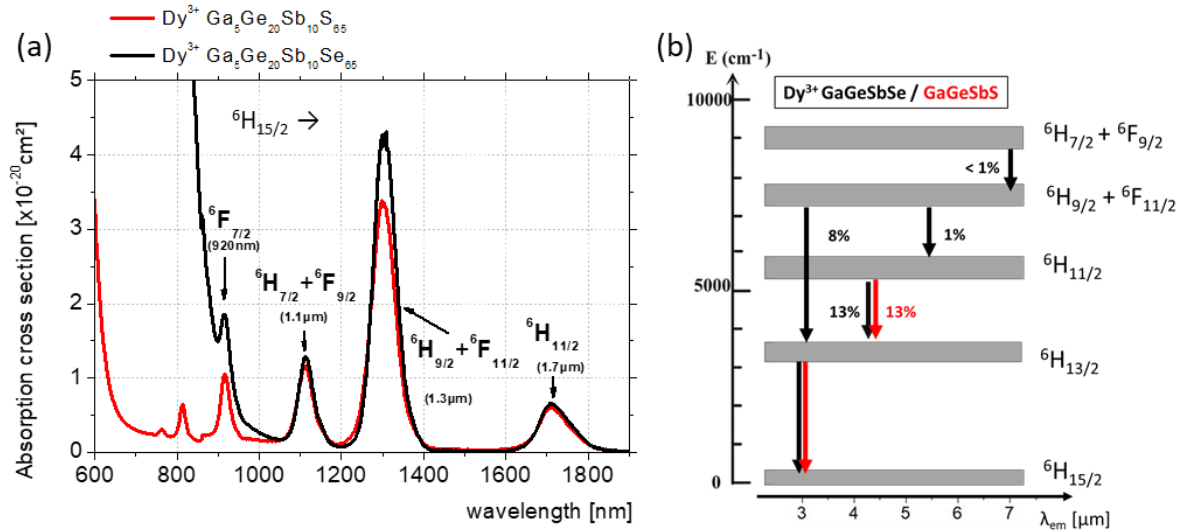 Dy³⁺ Ga₅Ge₂₀Sb₁₀S₆₅
(a)
Dy³⁺ Ga₅Ge₂₀Sb₁₀Se₆₅
Absorption cross section [x10⁻²⁰cm²]
5
4
3
2
1
0
⁶H₁₅/₂ →
⁶F₇/₂
(920nm)
⁶H₇/₂ + ⁶F₉/₂
(1.1µm)
⁶H₉/₂ + ⁶F₁₁/₂
(1.3µm)
⁶H₁₁/₂
(1.7µm)
600 800 1000 1200 1400 1600 1800
wavelength [nm]
(b)
E (cm⁻¹)
10000
5000
0
Dy³⁺ GaGeSbSe / GaGeSbS
⁶H₇/₂ + ⁶F₉/₂
< 1%
⁶H₉/₂ + ⁶F₁₁/₂
8% 1%
⁶H₁₁/₂
13% 13%
⁶H₁₃/₂
⁶H₁₅/₂
3 4 5 6 7
λem [µm]